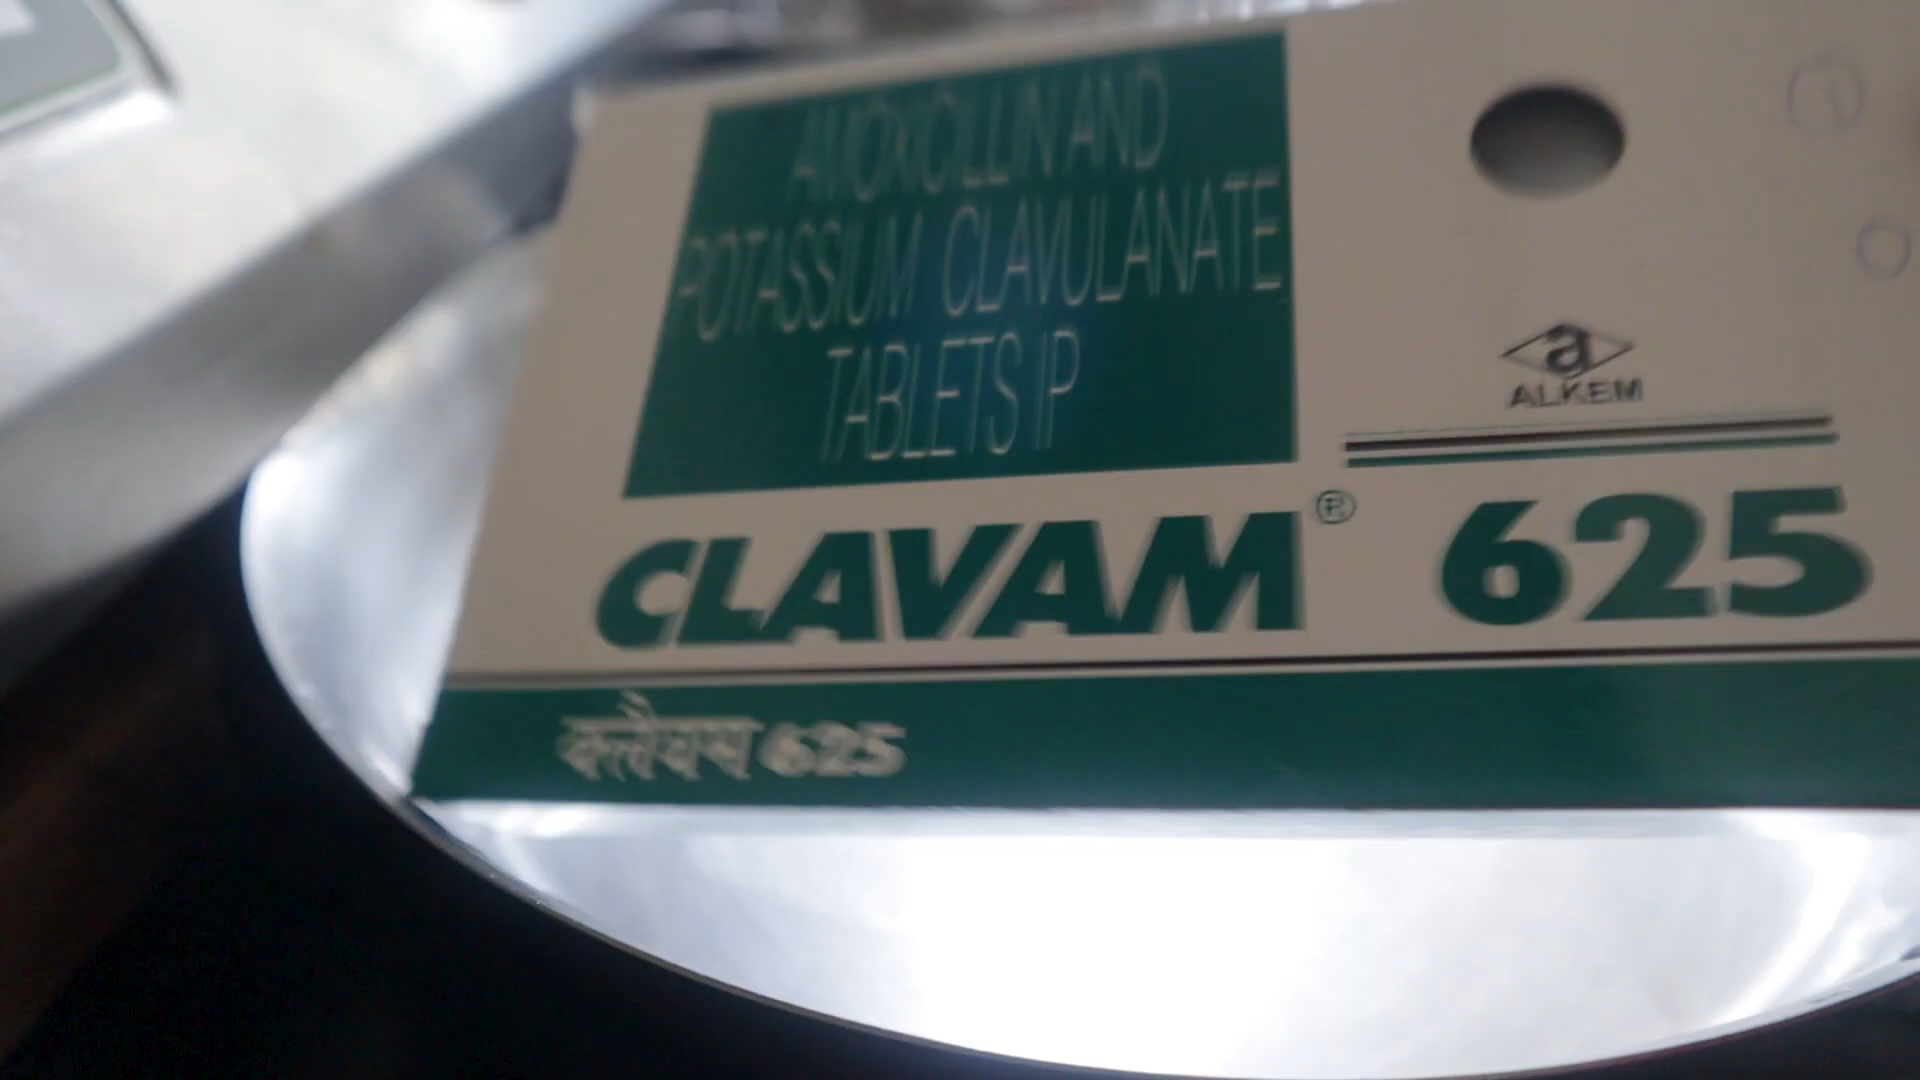 AMOXICILLIN AND
POTASSIUM CLAVULANATE
TABLETS IP
a
ALKEM
CLAVAM® 625
क्लैवम 625